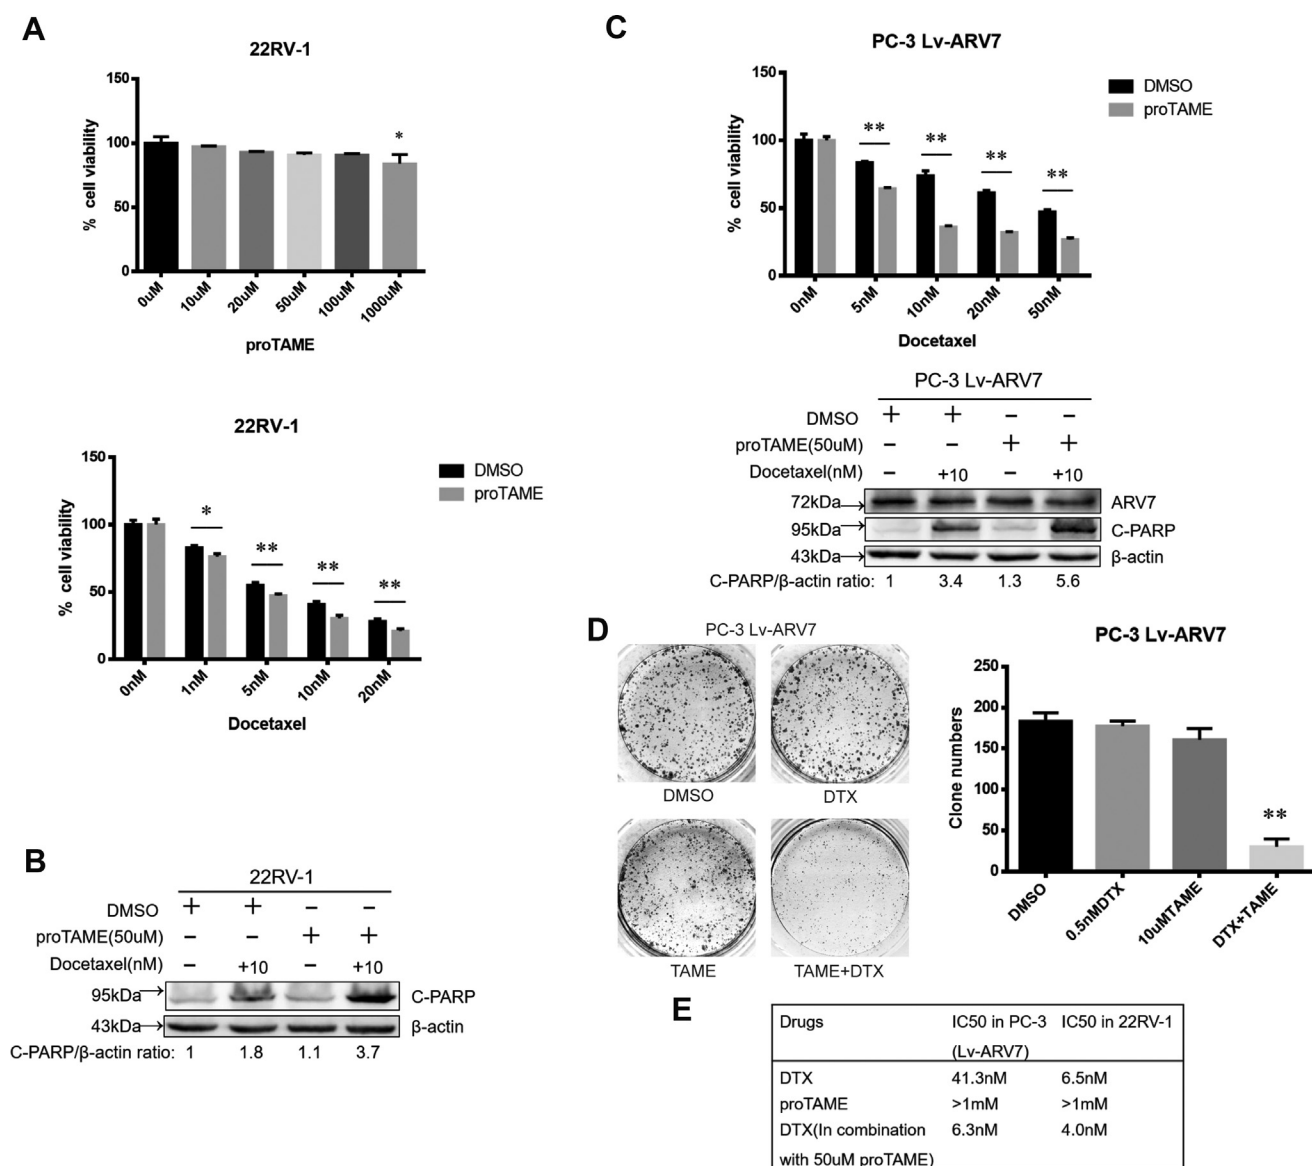 A
22RV-1
150
100
50
0
% cell viability
*
0uM
10uM
20uM
50uM
100uM
1000uM
proTAME
22RV-1
DMSO
proTAME
150
100
50
0
% cell viability
*
**
**
**
0nM
1nM
5nM
10nM
20nM
Docetaxel
B
22RV-1
DMSO + + − −
proTAME(50uM) − − + +
Docetaxel(nM) − +10 − +10
95kDa C-PARP
43kDa β-actin
C-PARP/β-actin ratio: 1 1.8 1.1 3.7
C
PC-3 Lv-ARV7
DMSO
proTAME
150
100
50
0
% cell viability
**
**
**
**
0nM
5nM
10nM
20nM
50nM
Docetaxel
PC-3 Lv-ARV7
DMSO + + − −
proTAME(50uM) − − + +
Docetaxel(nM) − +10 − +10
72kDa ARV7
95kDa C-PARP
43kDa β-actin
C-PARP/β-actin ratio: 1 3.4 1.3 5.6
D
PC-3 Lv-ARV7
DMSO DTX
TAME TAME+DTX
PC-3 Lv-ARV7
250
200
150
100
50
0
Clone numbers
**
DMSO
0.5nMDTX
10uMTAME
DTX+TAME
E
Drugs IC50 in PC-3 IC50 in 22RV-1
(Lv-ARV7)
DTX 41.3nM 6.5nM
proTAME >1mM >1mM
DTX(In combination 6.3nM 4.0nM
with 50uM proTAME)